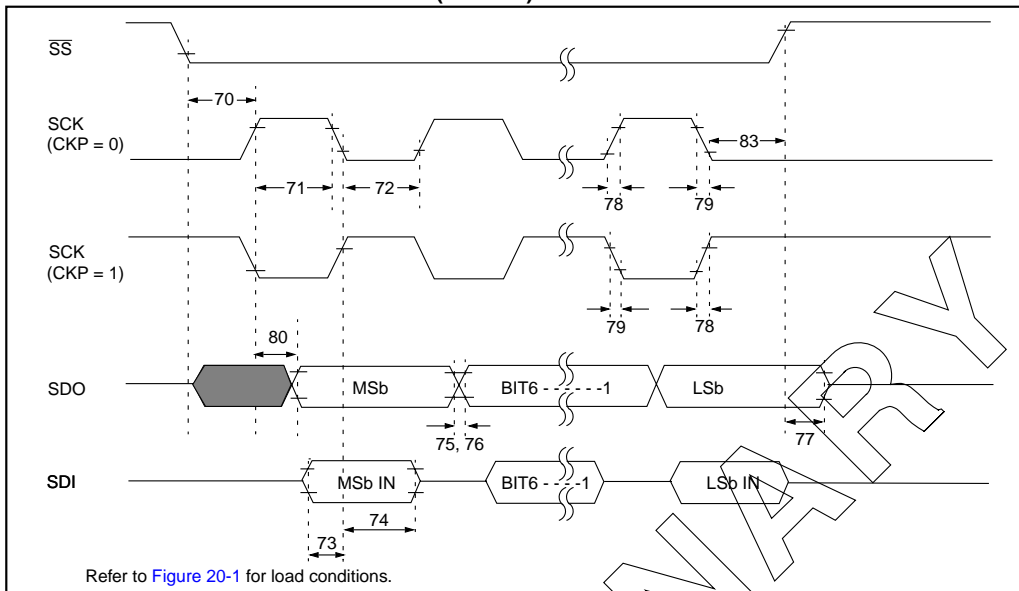 SS
70
SCK
(CKP = 0)
83
71
72
78
79
SCK
(CKP = 1)
79
78
80
SDO
MSb
BIT6 - - - - - -1
LSb
75, 76
77
SDI
MSb IN
BIT6 - - - -1
LSb IN
74
73
Refer to Figure 20-1 for load conditions.
NARY